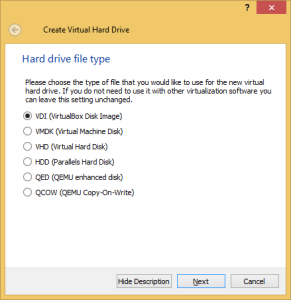 ?
Create Virtual Hard Drive
Hard drive file type
Please choose the type of file that you would like to use for the new virtual
hard drive. If you do not need to use it with other virtualization software you
can leave this setting unchanged.
VDI (VirtualBox Disk Image)
VMDK (Virtual Machine Disk)
VHD (Virtual Hard Disk)
HDD (Parallels Hard Disk)
QED (QEMU enhanced disk)
QCOW (QEMU Copy-On-Write)
Hide Description Next Cancel